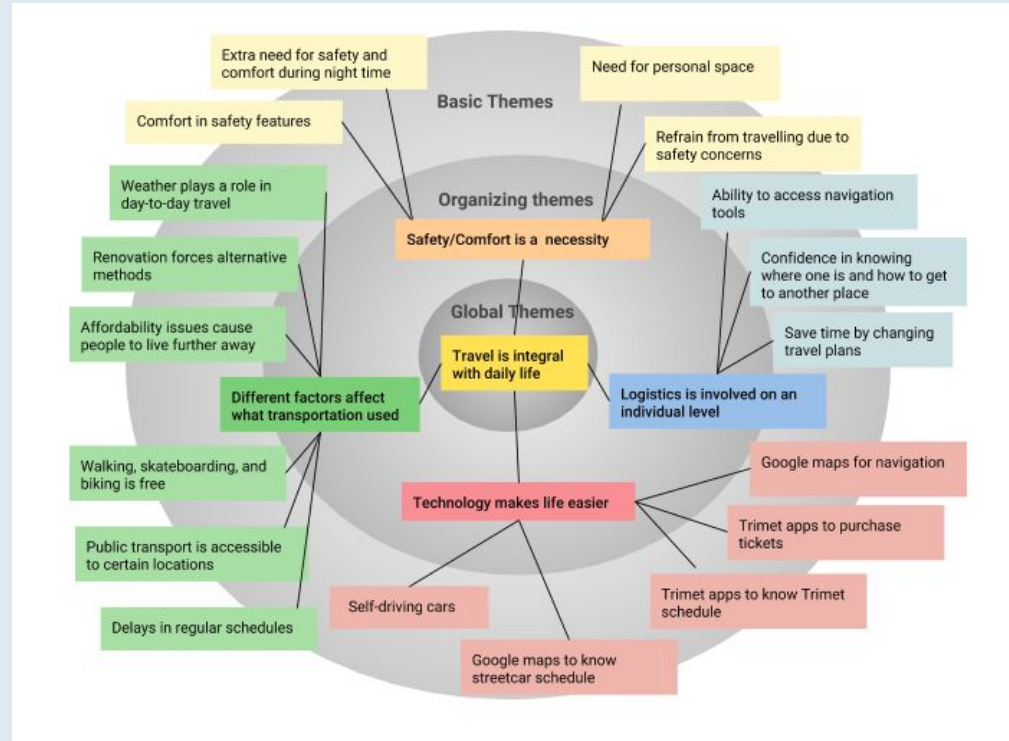 Extra need for safety and
comfort during night time
Need for personal space
Basic Themes
Comfort in safety features
Refrain from travelling due to
safety concerns
Weather plays a role in
day-to-day travel
Organizing themes
Ability to access navigation
tools
Safety/Comfort is a necessity
Renovation forces alternative
methods
Confidence in knowing
where one is and how to get
to another place
Global Themes
Affordability issues cause
people to live further away
Save time by changing
travel plans
Travel is integral
with daily life
Different factors affect
what transportation used
Logistics is involved on an
individual level
Walking, skateboarding, and
biking is free
Google maps for navigation
Technology makes life easier
Trimet apps to purchase
tickets
Public transport is accessible
to certain locations
Trimet apps to know Trimet
schedule
Self-driving cars
Delays in regular schedules
Google maps to know
streetcar schedule